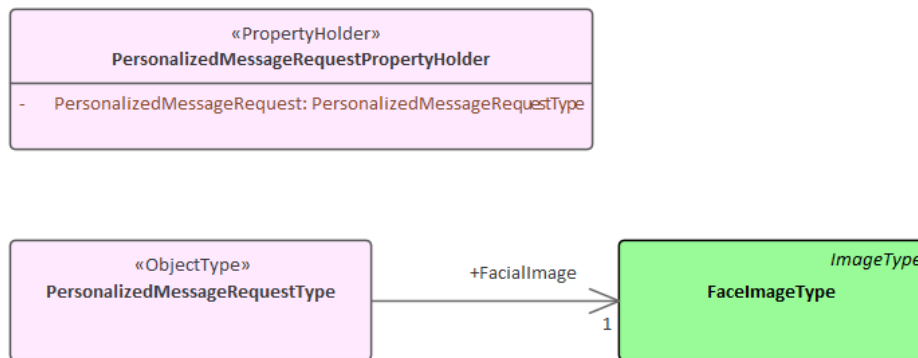 «PropertyHolder»
PersonalizedMessageRequestPropertyHolder
- PersonalizedMessageRequest: PersonalizedMessageRequestType
«ObjectType»
PersonalizedMessageRequestType
+FacialImage
1
ImageType
FaceImageType